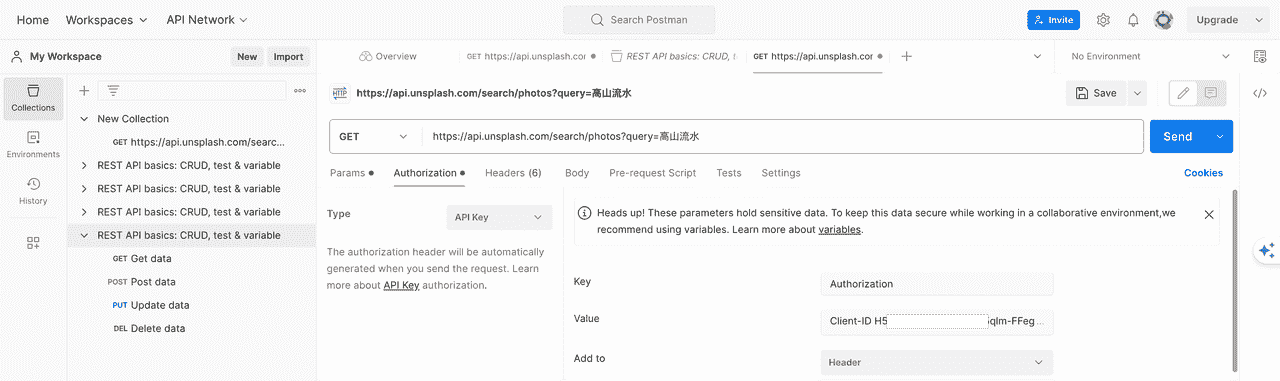 Home Workspaces API Network Search Postman Invite Upgrade
My Workspace New Import Overview GET https://api.unsplash.cor REST API basics: CRUD, te GET https://api.unsplash.cor No Environment
Collections
Environments
History
New Collection
GET https://api.unsplash.com/searc...
REST API basics: CRUD, test & variable
REST API basics: CRUD, test & variable
REST API basics: CRUD, test & variable
REST API basics: CRUD, test & variable
GET Get data
POST Post data
PUT Update data
DEL Delete data
HTTP https://api.unsplash.com/search/photos?query=高山流水 Save
GET https://api.unsplash.com/search/photos?query=高山流水 Send
Params Authorization Headers (6) Body Pre-request Script Tests Settings Cookies
Type API Key
The authorization header will be automatically
generated when you send the request. Learn
more about API Key authorization.
Heads up! These parameters hold sensitive data. To keep this data secure while working in a collaborative environment,we
recommend using variables. Learn more about variables.
Key Authorization
Value Client-ID H5 qlm-FFeg...
Add to Header